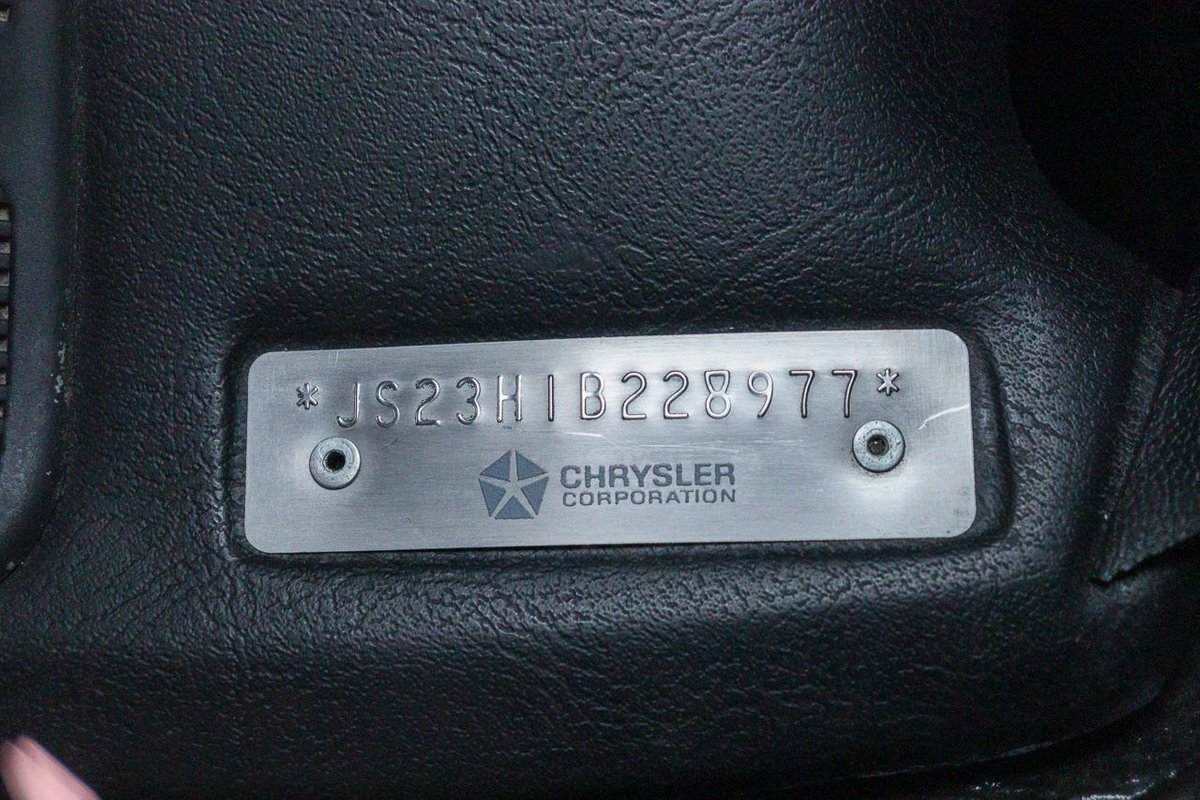 *JS23H1B228977*
CHRYSLER
CORPORATION